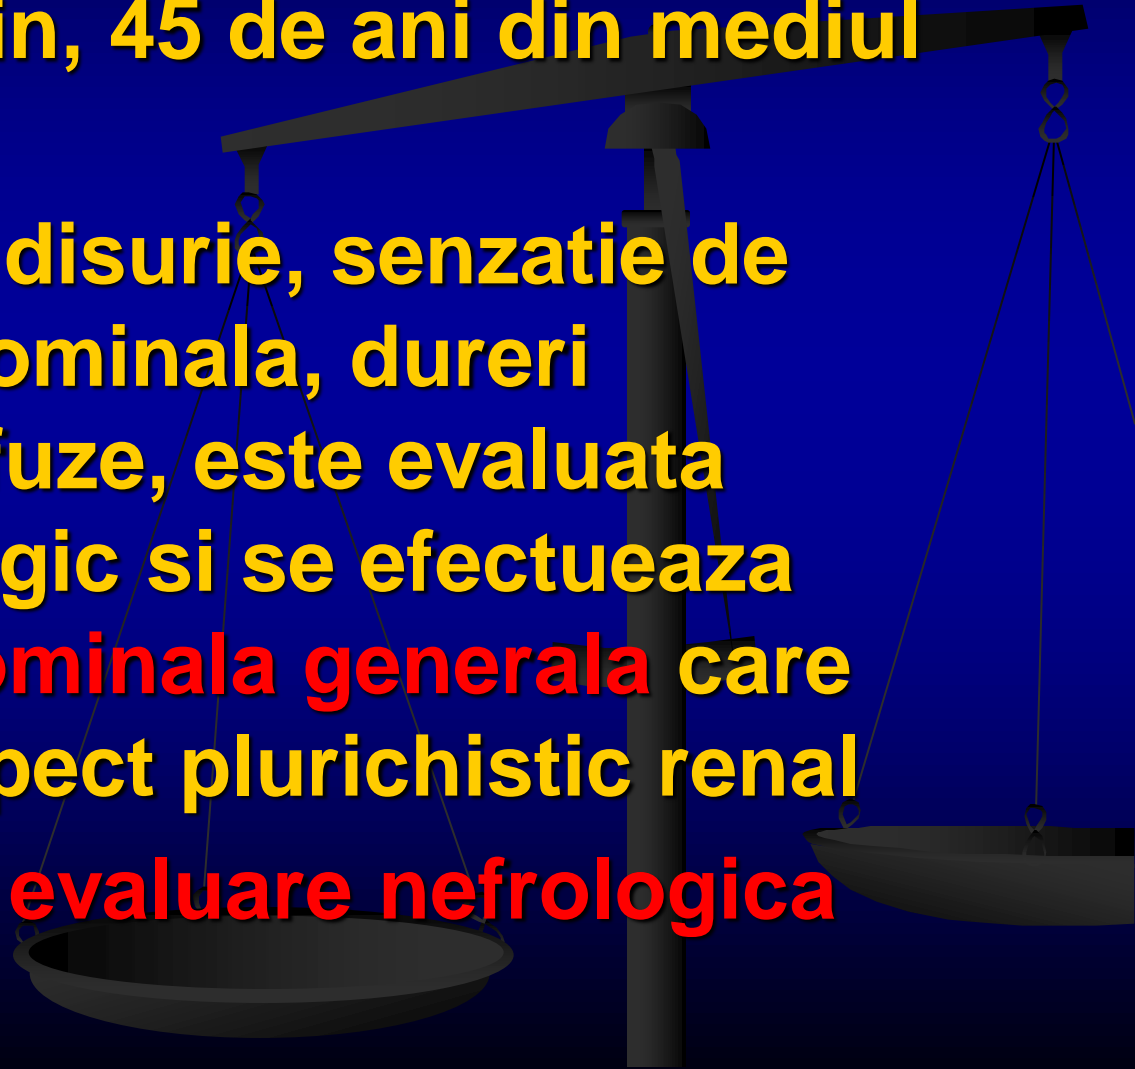 in, 45 de ani din mediul
disurie, senzatie de
ominala, dureri
fuze, este evaluata
gic si se efectueaza
ominala generala care
pect plurichistic renal
evaluare nefrologica